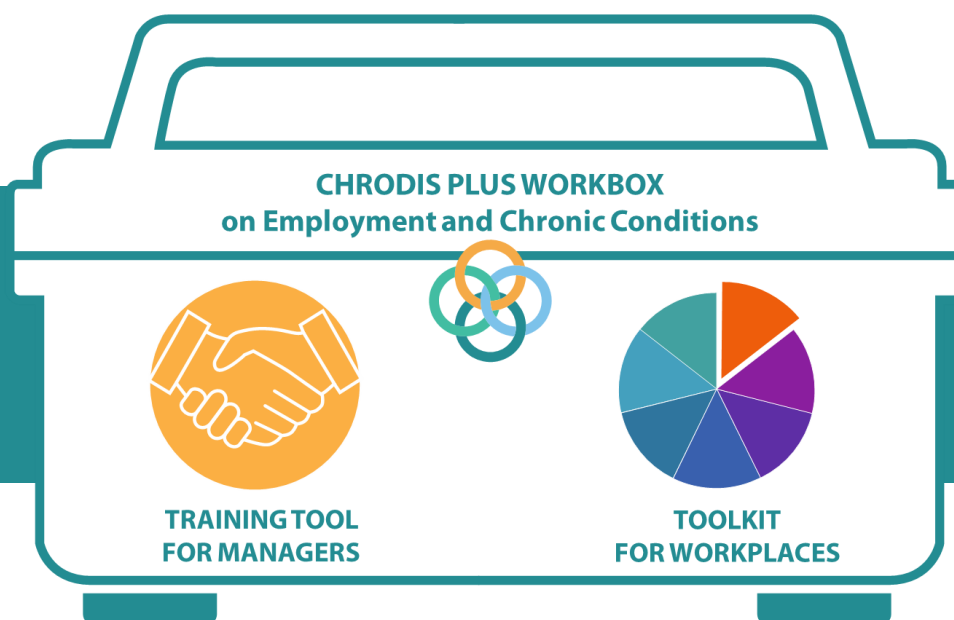 CHRODIS PLUS WORKBOX
on Employment and Chronic Conditions
TRAINING TOOL
FOR MANAGERS
TOOLKIT
FOR WORKPLACES